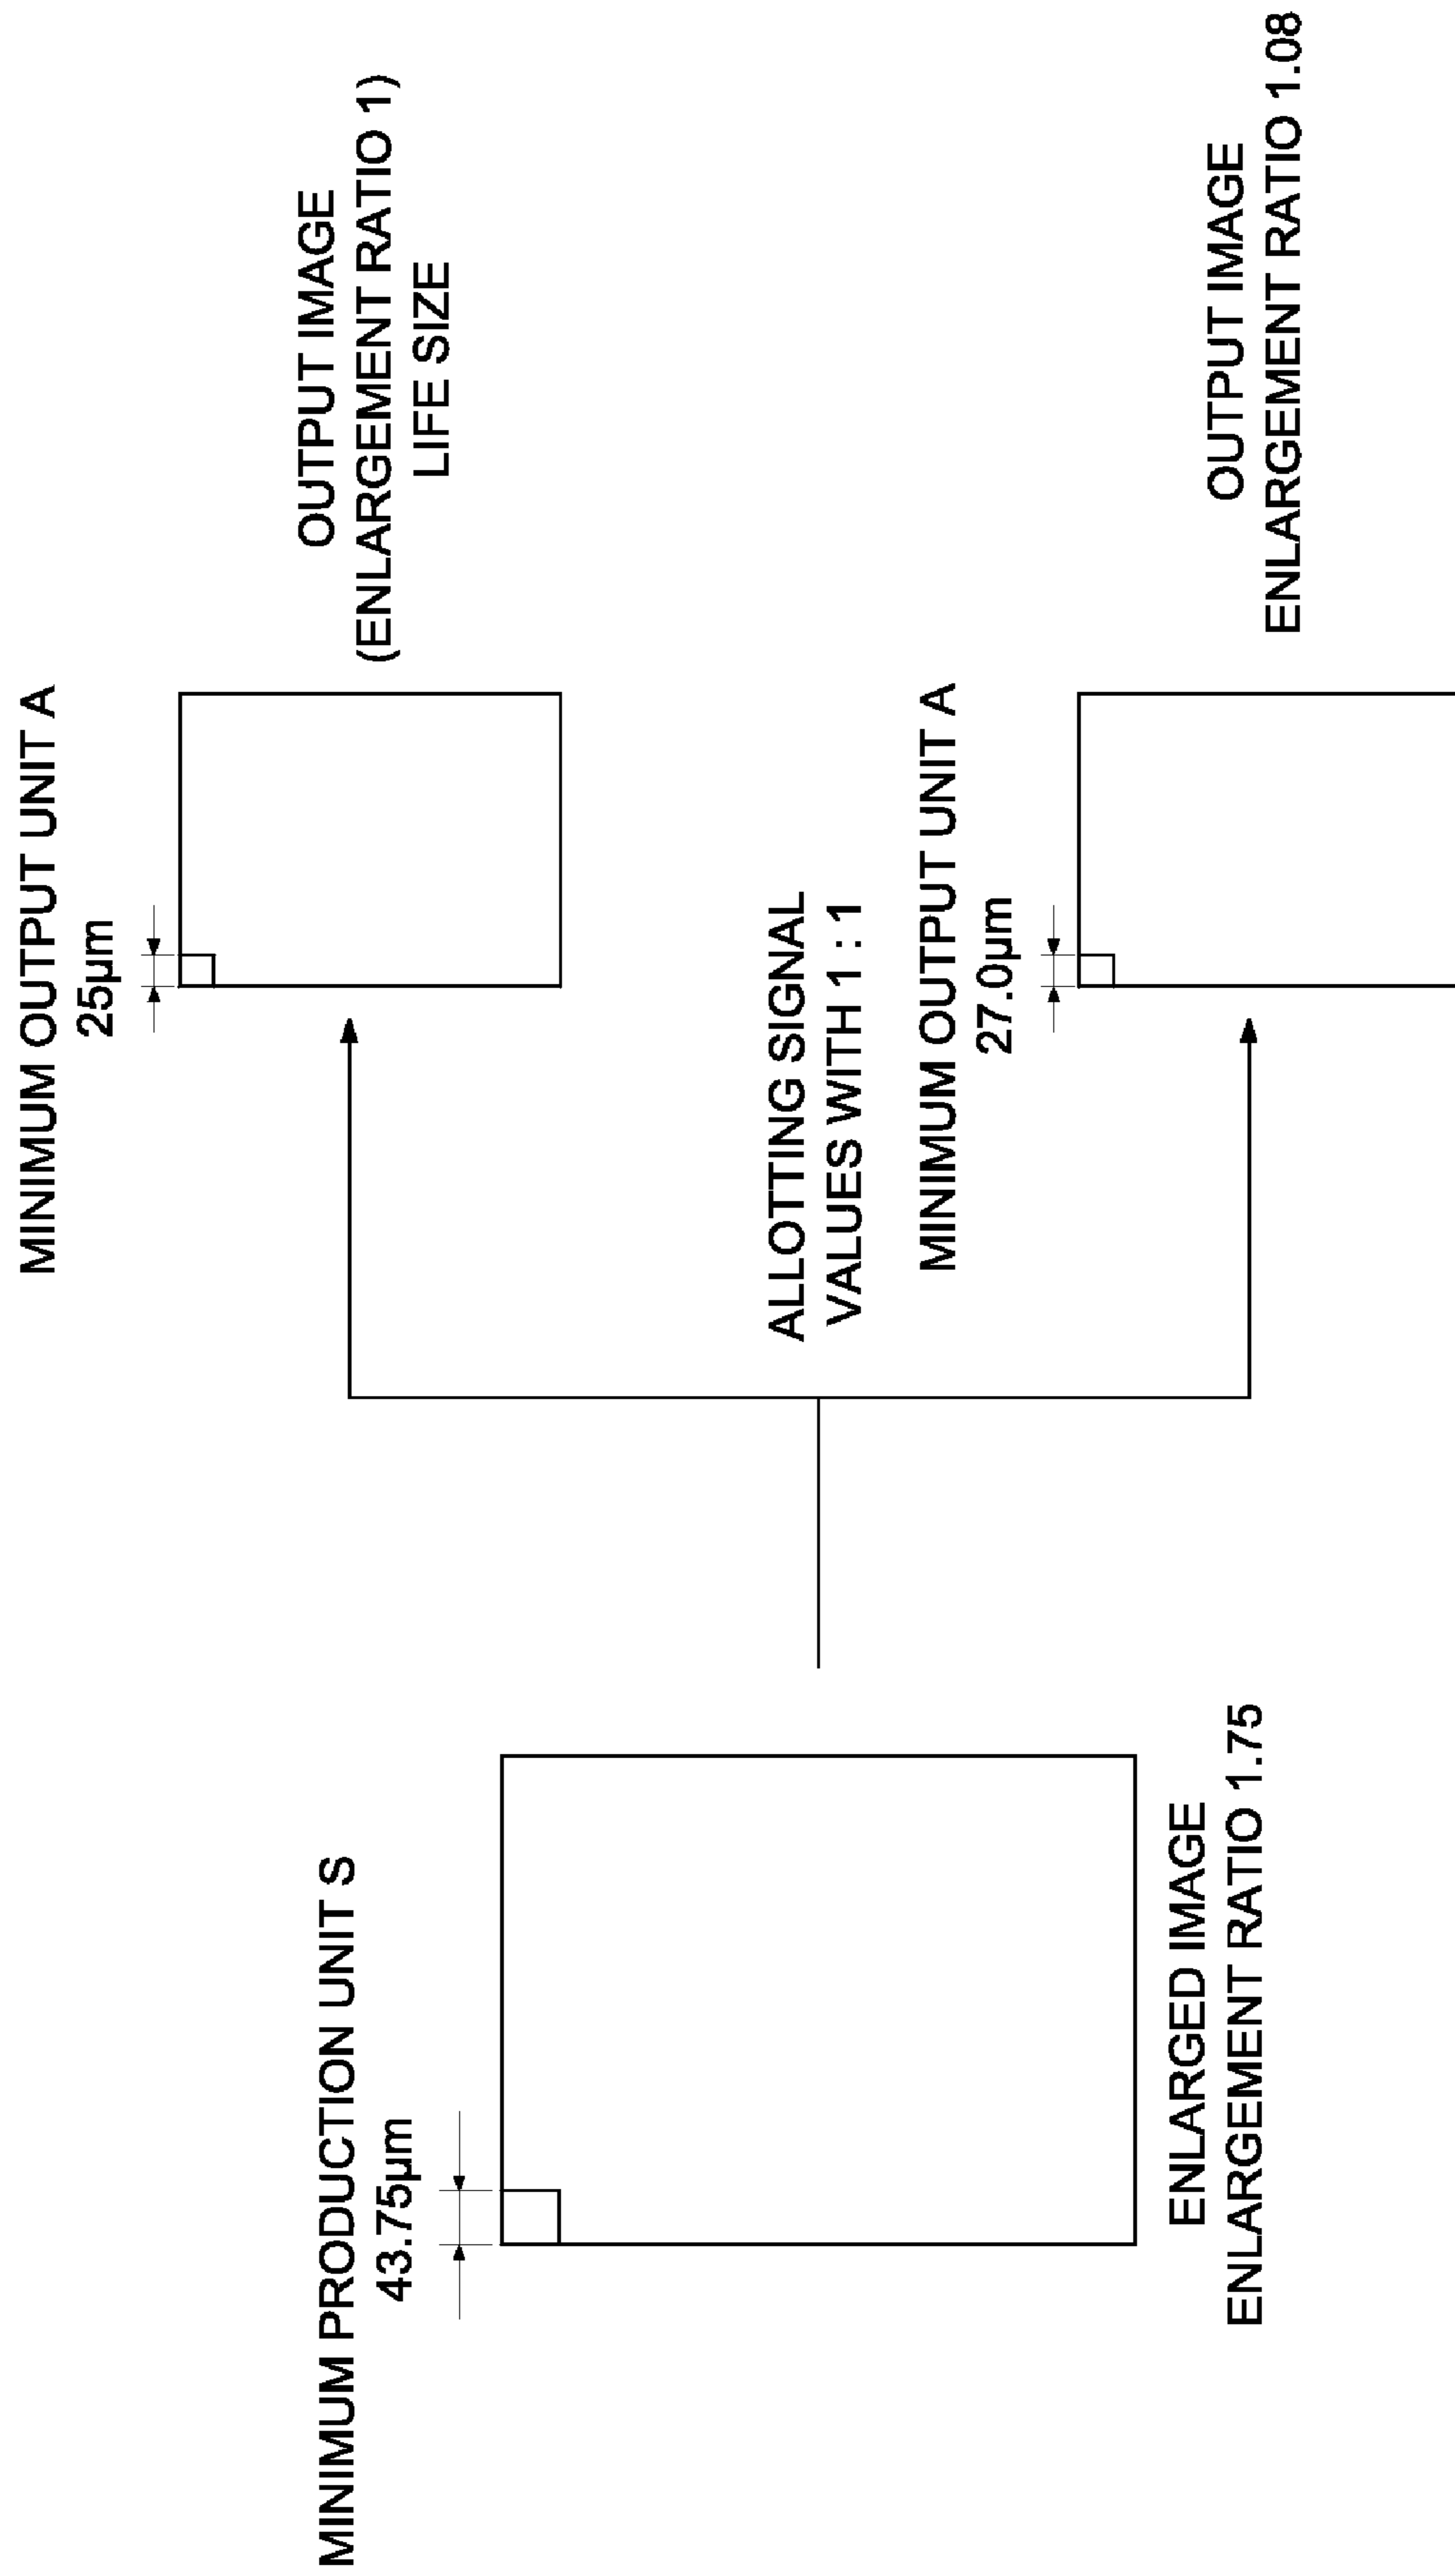 MINIMUM PRODUCTION UNIT S
43.75μm
ENLARGED IMAGE
ENLARGEMENT RATIO 1.75
MINIMUM OUTPUT UNIT A
25μm
OUTPUT IMAGE
(ENLARGEMENT RATIO 1)
LIFE SIZE
ALLOTTING SIGNAL
VALUES WITH 1 : 1
MINIMUM OUTPUT UNIT A
27.0μm
OUTPUT IMAGE
ENLARGEMENT RATIO 1.08